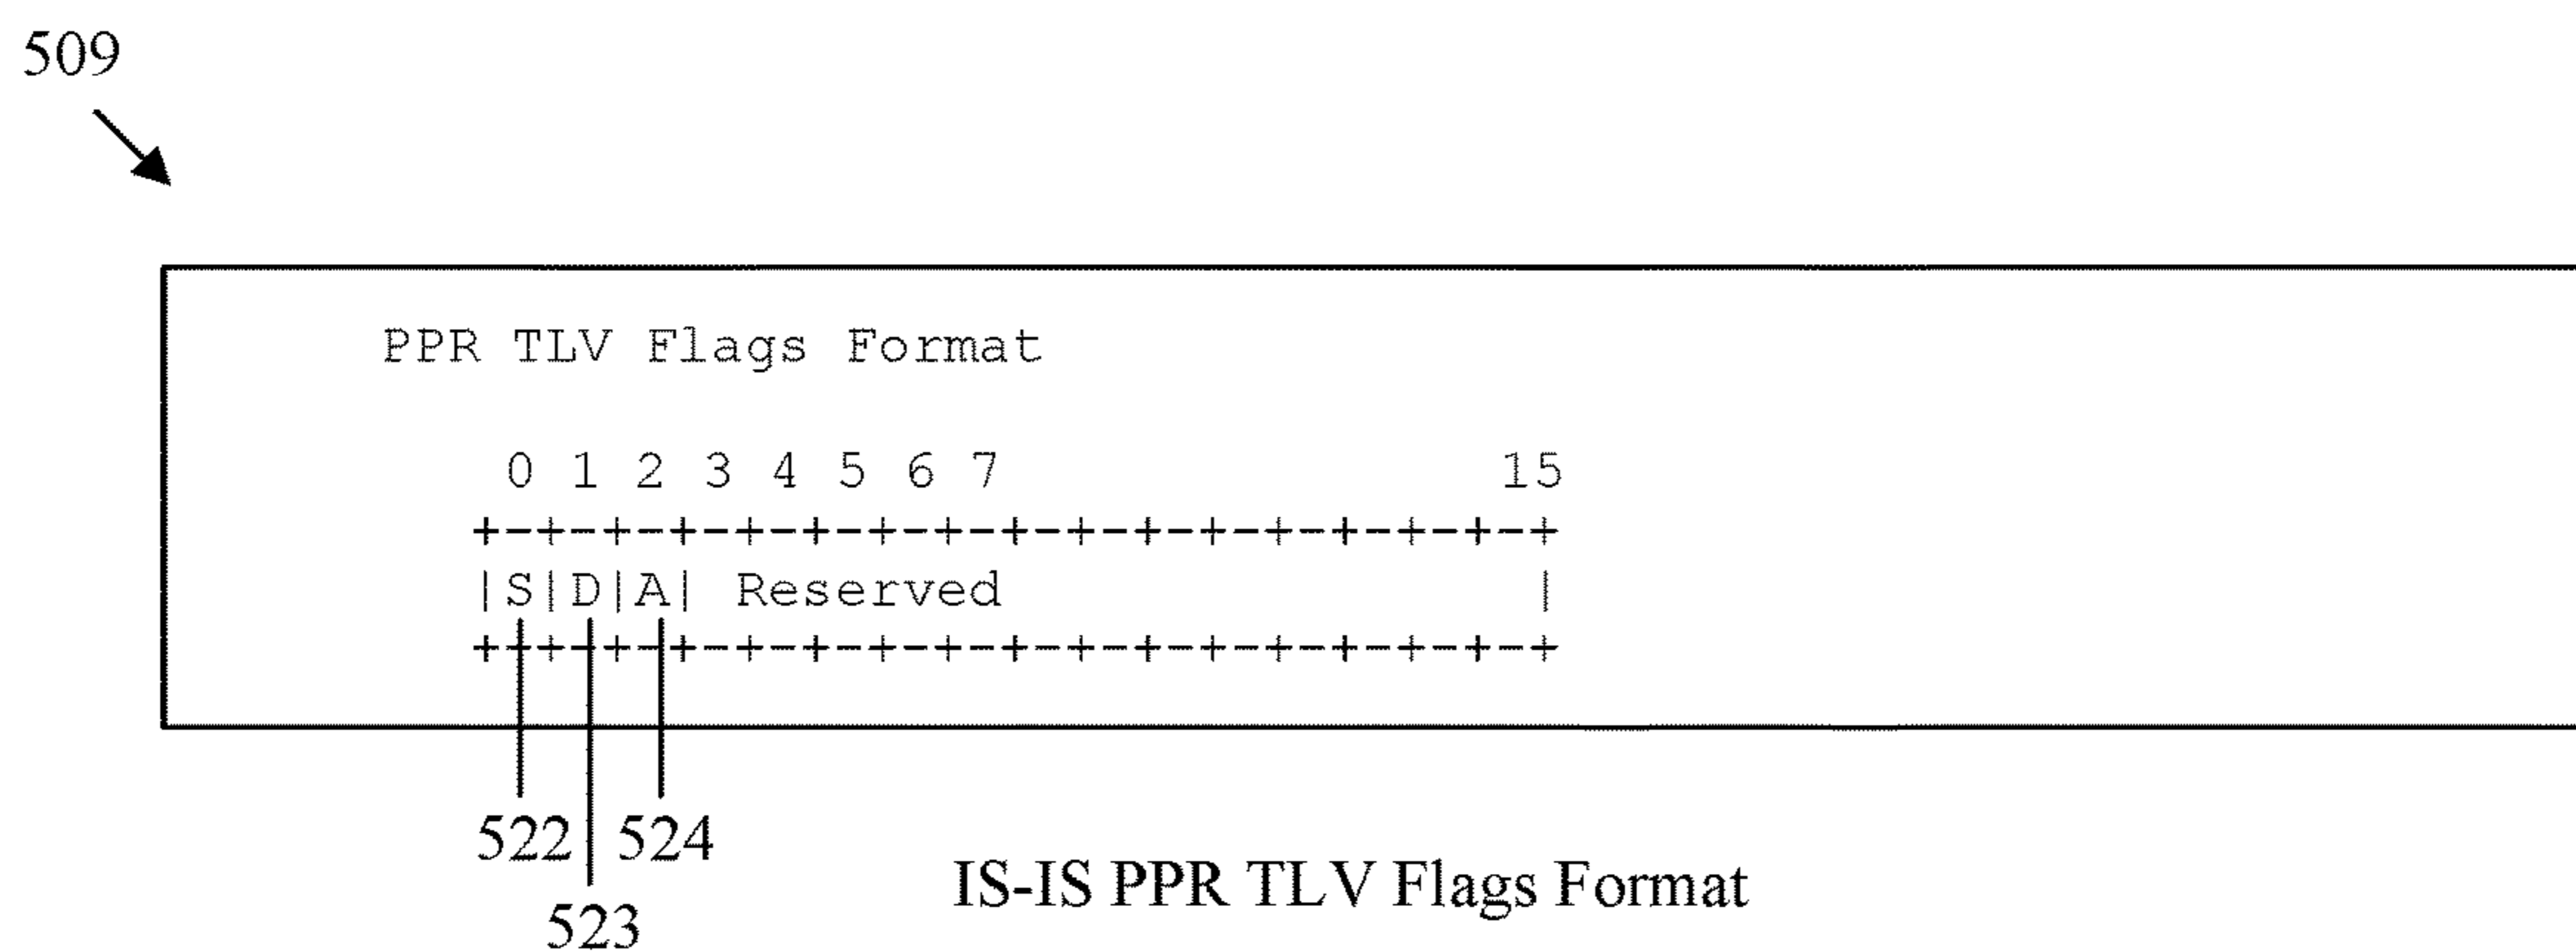 509
PPR TLV Flags Format
0 1 2 3 4 5 6 7 15
+-+-+-+-+-+-+-+-+-+-+-+-+-+-+-+-+
|S|D|A| Reserved |
+-+-+-+-+-+-+-+-+-+-+-+-+-+-+-+-+
522 524
523
IS-IS PPR TLV Flags Format